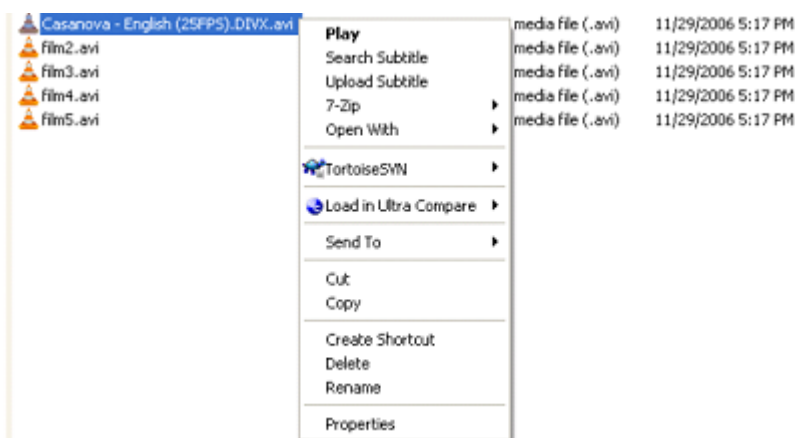 Casanova - English (25FPS).DIVX.avi media file (.avi) 11/29/2006 5:17 PM
film2.avi media file (.avi) 11/29/2006 5:17 PM
film3.avi media file (.avi) 11/29/2006 5:17 PM
film4.avi media file (.avi) 11/29/2006 5:17 PM
film5.avi media file (.avi) 11/29/2006 5:17 PM
Play
Search Subtitle
Upload Subtitle
7-Zip
Open With
TortoiseSVN
Load in Ultra Compare
Send To
Cut
Copy
Create Shortcut
Delete
Rename
Properties